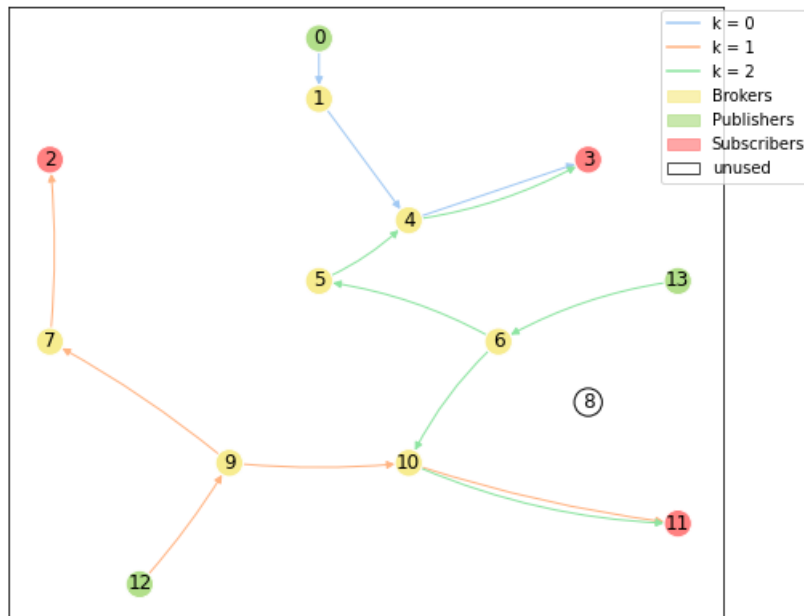 0
k = 0
k = 1
k = 2
1
Brokers
Publishers
Subscribers
2
3
unused
4
5
13
7
6
8
9
10
11
12